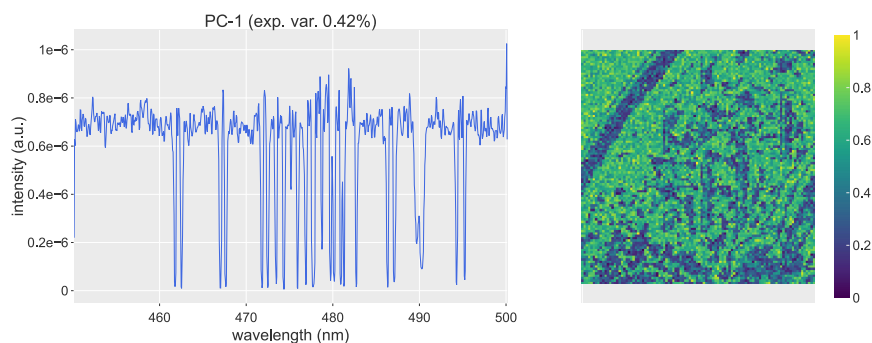 PC-1 (exp. var. 0.42%)
1e−6
0.8e−6
0.6e−6
0.4e−6
0.2e−6
0
intensity (a.u.)
460
470
480
490
500
wavelength (nm)
1
0.8
0.6
0.4
0.2
0